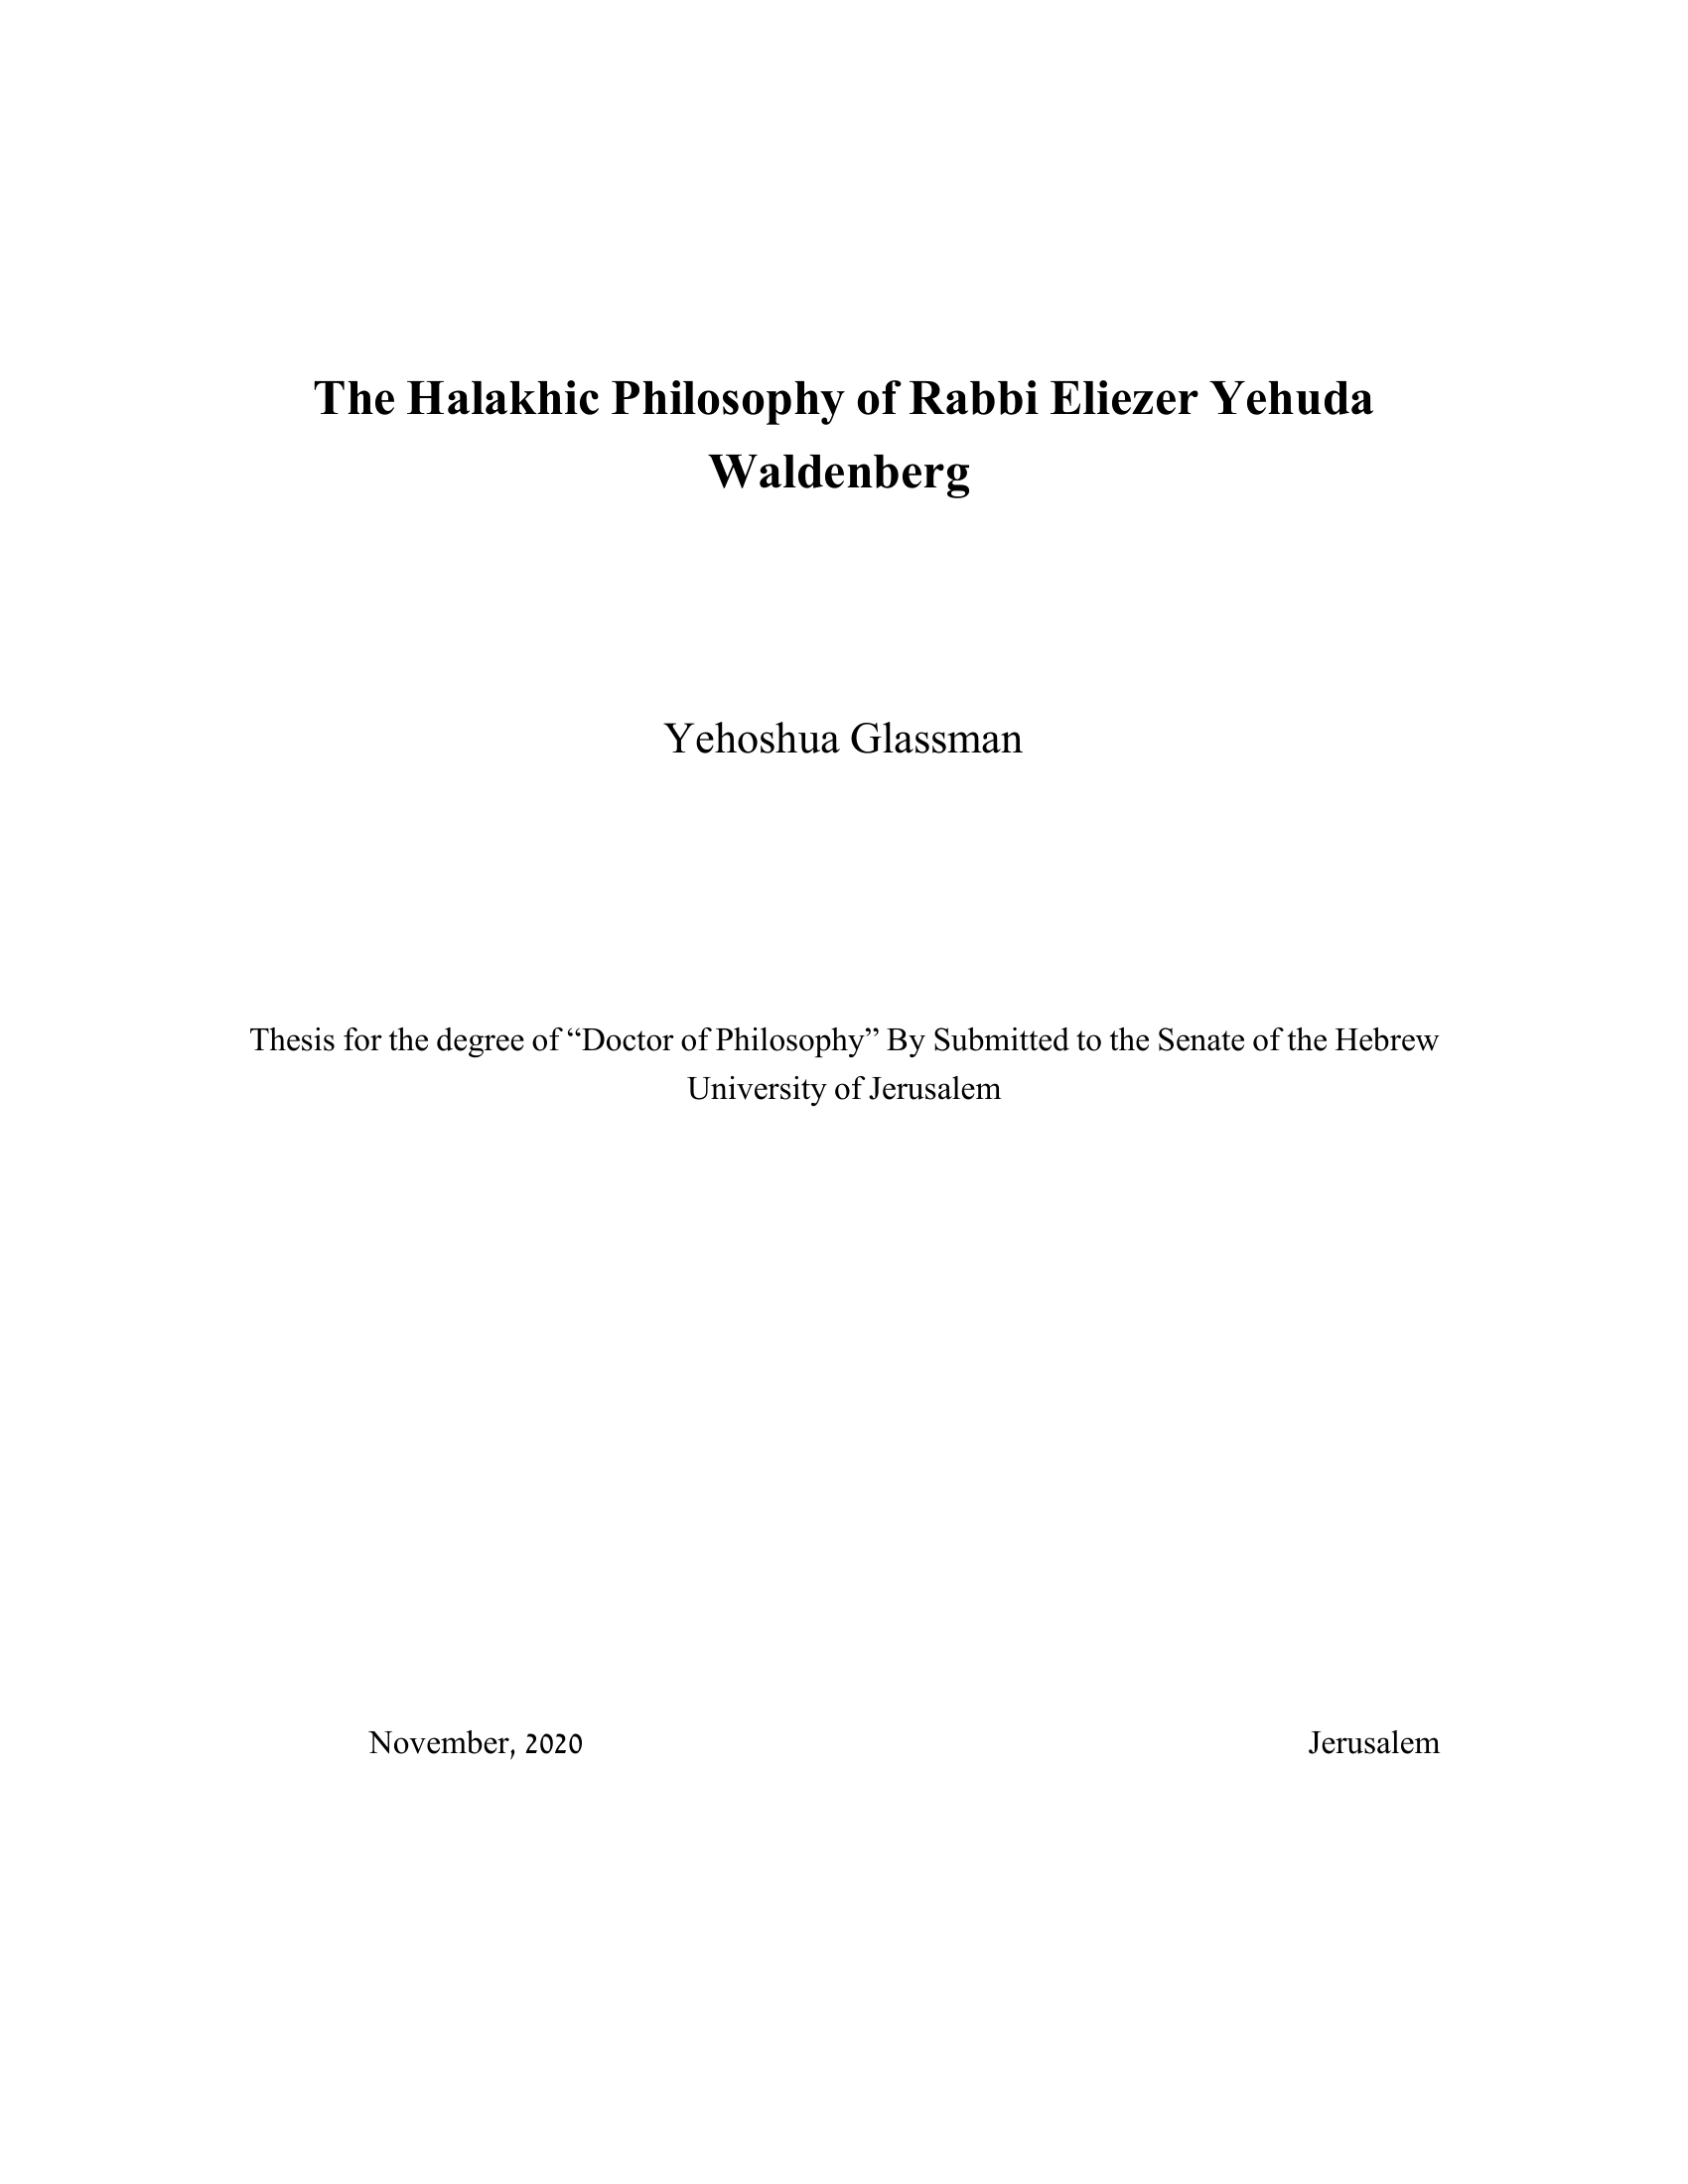 The Halakhic Philosophy of Rabbi Eliezer Yehuda
Waldenberg
Yehoshua Glassman
Thesis for the degree of “Doctor of Philosophy” By Submitted to the Senate of the Hebrew
University of Jerusalem
November, 2020 Jerusalem